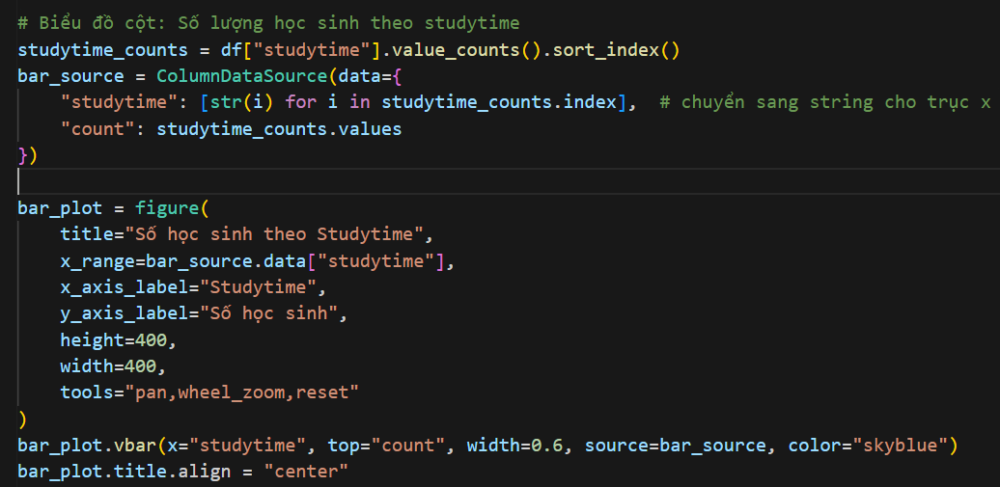 # Biểu đồ cột: Số lượng học sinh theo studytime
studytime_counts = df["studytime"].value_counts().sort_index()
bar_source = ColumnDataSource(data={
    "studytime": [str(i) for i in studytime_counts.index],  # chuyển sang string cho trục x
    "count": studytime_counts.values
})
bar_plot = figure(
    title="Số học sinh theo Studytime",
    x_range=bar_source.data["studytime"],
    x_axis_label="Studytime",
    y_axis_label="Số học sinh",
    height=400,
    width=400,
    tools="pan,wheel_zoom,reset"
)
bar_plot.vbar(x="studytime", top="count", width=0.6, source=bar_source, color="skyblue")
bar_plot.title.align = "center"